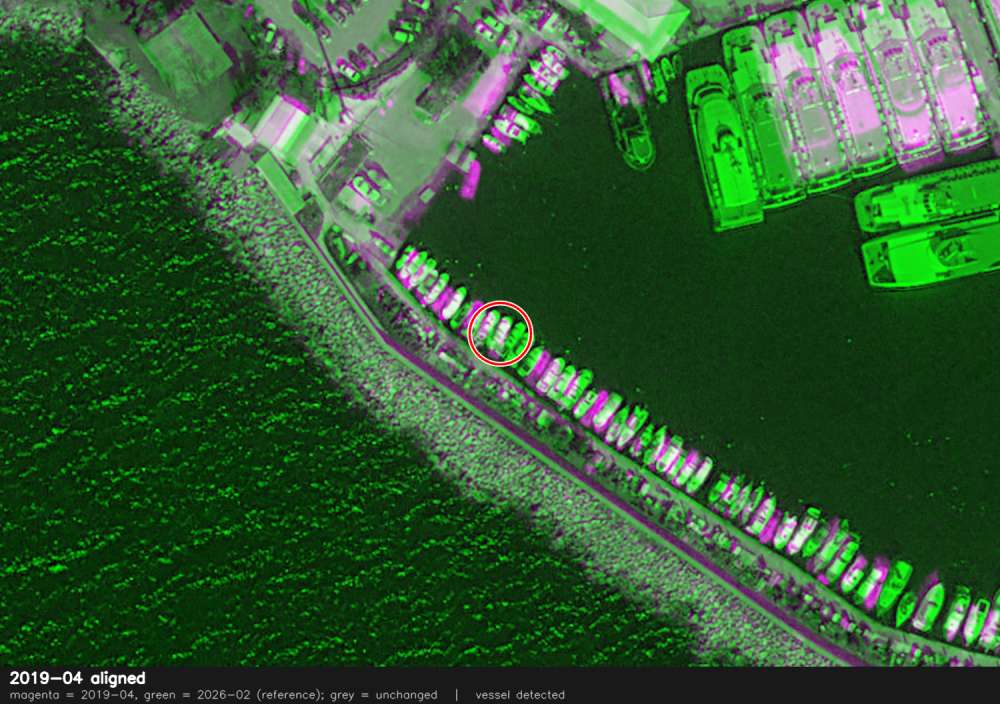 2019-04 aligned
magenta = 2019-04, green = 2026-02 (reference); grey = unchanged | vessel detected